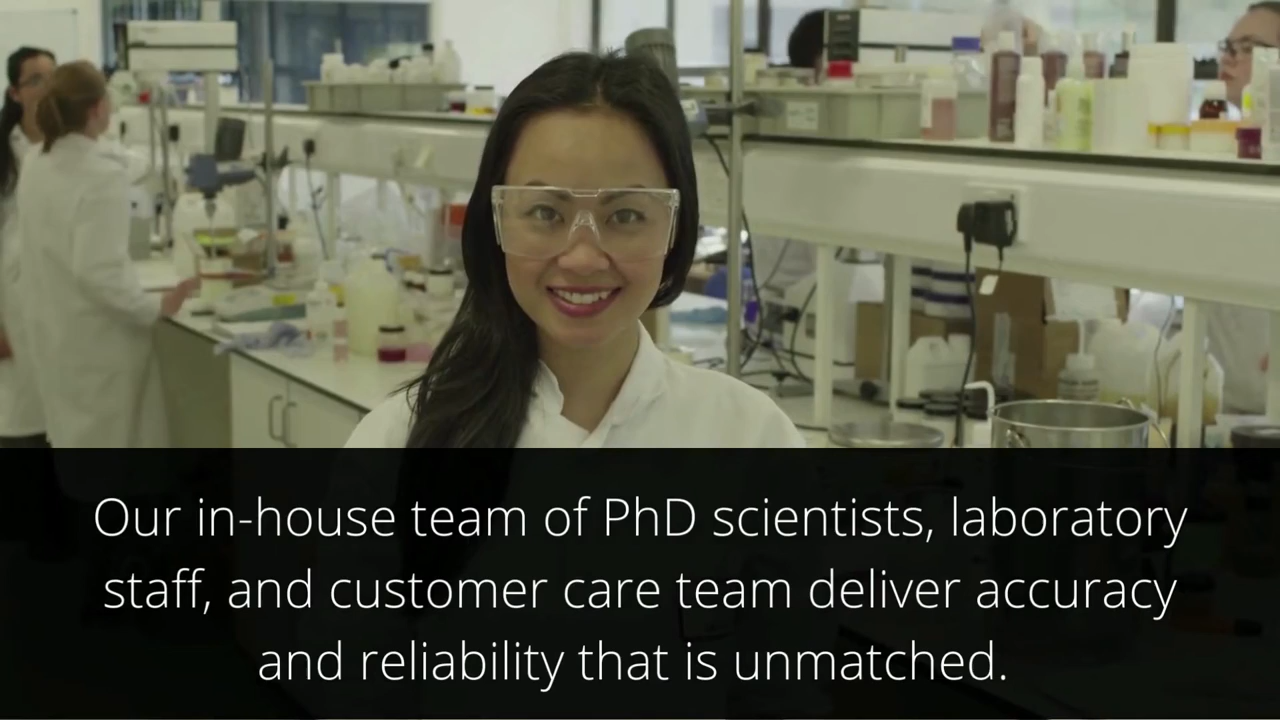 Our in-house team of PhD scientists, laboratory
staff, and customer care team deliver accuracy
and reliability that is unmatched.